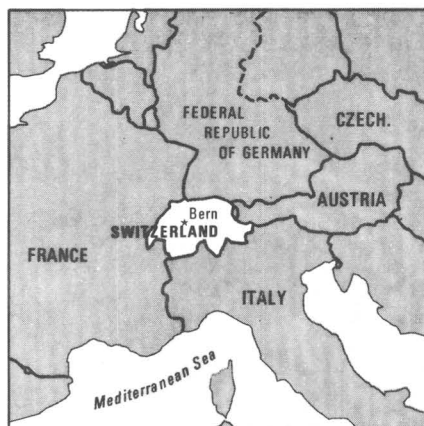 FEDERAL
REPUBLIC
OF GERMANY
CZECH.
AUSTRIA
Bern
SWITZERLAND
FRANCE
ITALY
Mediterranean Sea